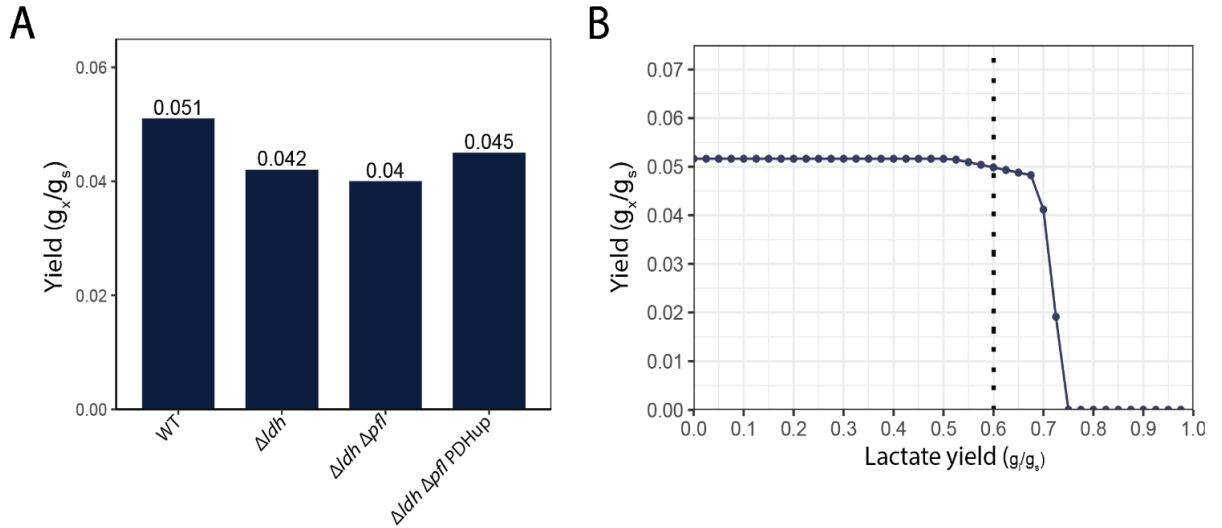 A
Yield (gₓ/gₛ)
0.06
0.04
0.02
0.00
0.051
0.042
0.04
0.045
WT
Δldh
Δldh Δpfl
Δldh Δpfl PDHup
B
Yield (gₓ/gₛ)
0.07
0.06
0.05
0.04
0.03
0.02
0.01
0.00
0.0 0.1 0.2 0.3 0.4 0.5 0.6 0.7 0.8 0.9 1.0
Lactate yield (gₗ/gₛ)